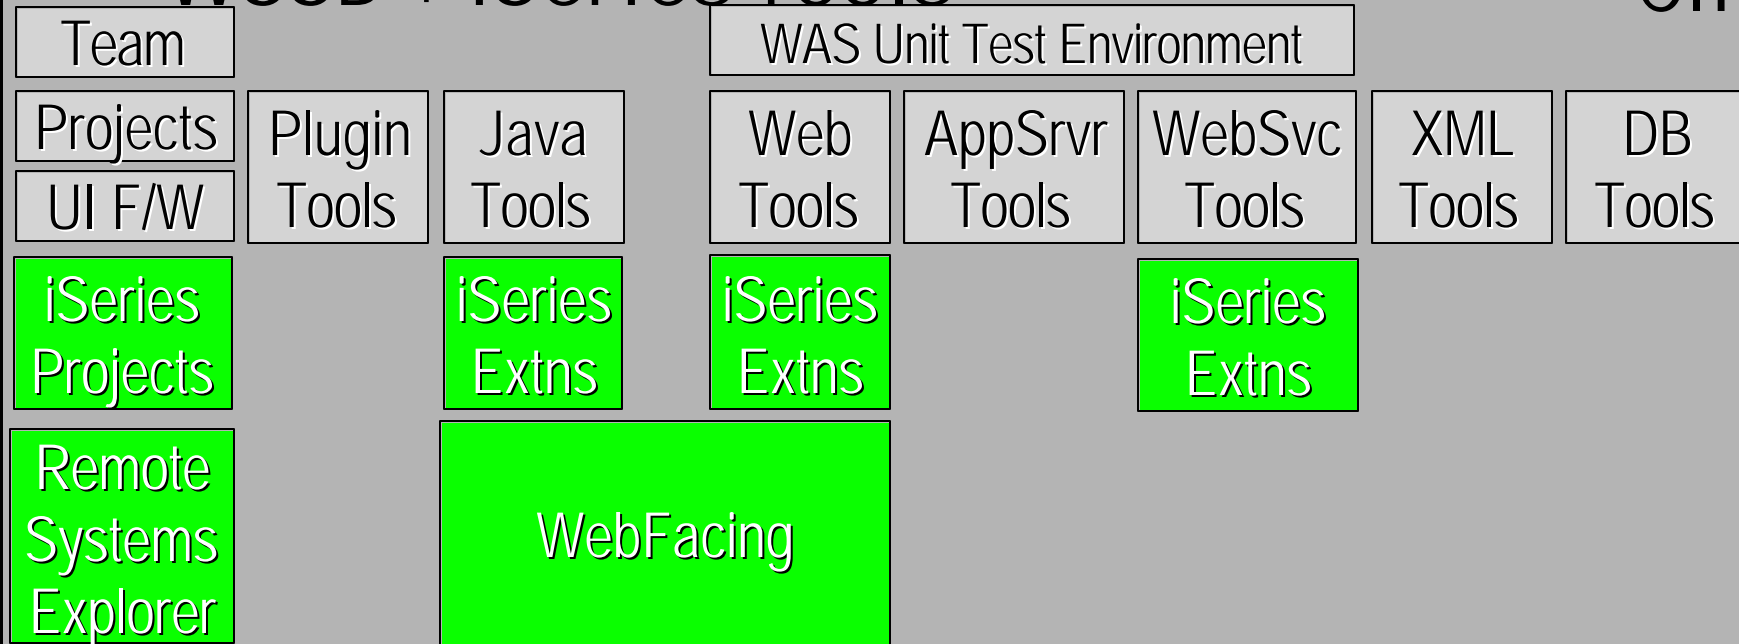 Team
WAS Unit Test Environment
Projects
UI F/W
Plugin
Tools
Java
Tools
Web
Tools
AppSrvr
Tools
WebSvc
Tools
XML
Tools
DB
Tools
iSeries
Projects
iSeries
Extns
iSeries
Extns
iSeries
Extns
Remote
Systems
Explorer
WebFacing